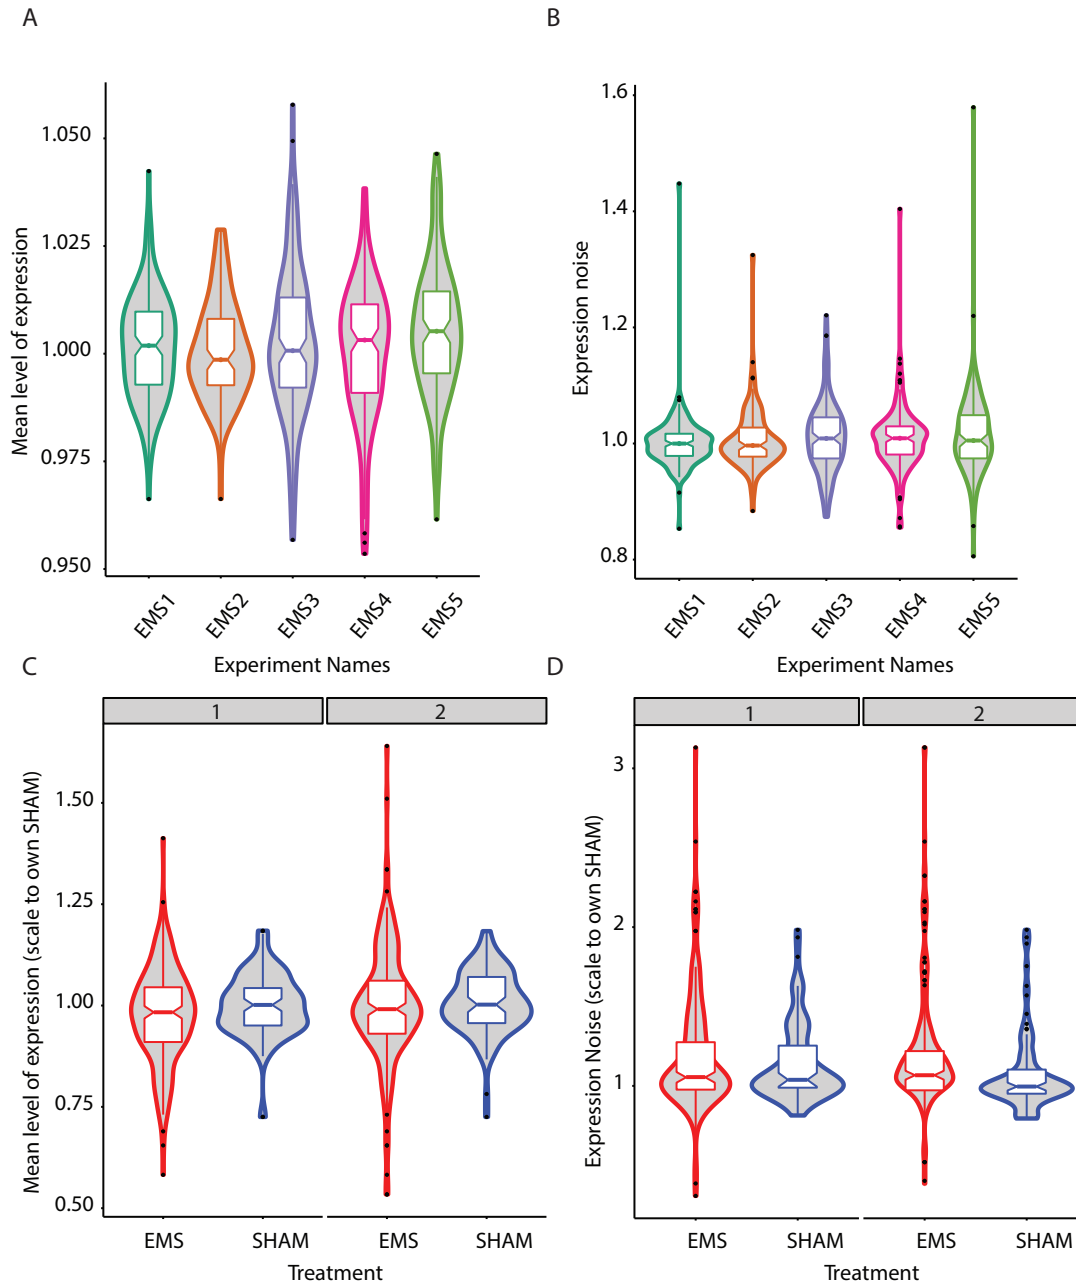 A
B
Mean level of expression
1.050
1.025
1.000
0.975
0.950
EMS1
EMS2
EMS3
EMS4
EMS5
Experiment Names
Expression noise
1.6
1.4
1.2
1.0
0.8
EMS1
EMS2
EMS3
EMS4
EMS5
Experiment Names
C
D
1
2
Mean level of expression (scale to own SHAM)
1.50
1.25
1.00
0.75
0.50
EMS
SHAM
EMS
SHAM
Treatment
1
2
Expression Noise (scale to own SHAM)
3
2
1
EMS
SHAM
EMS
SHAM
Treatment